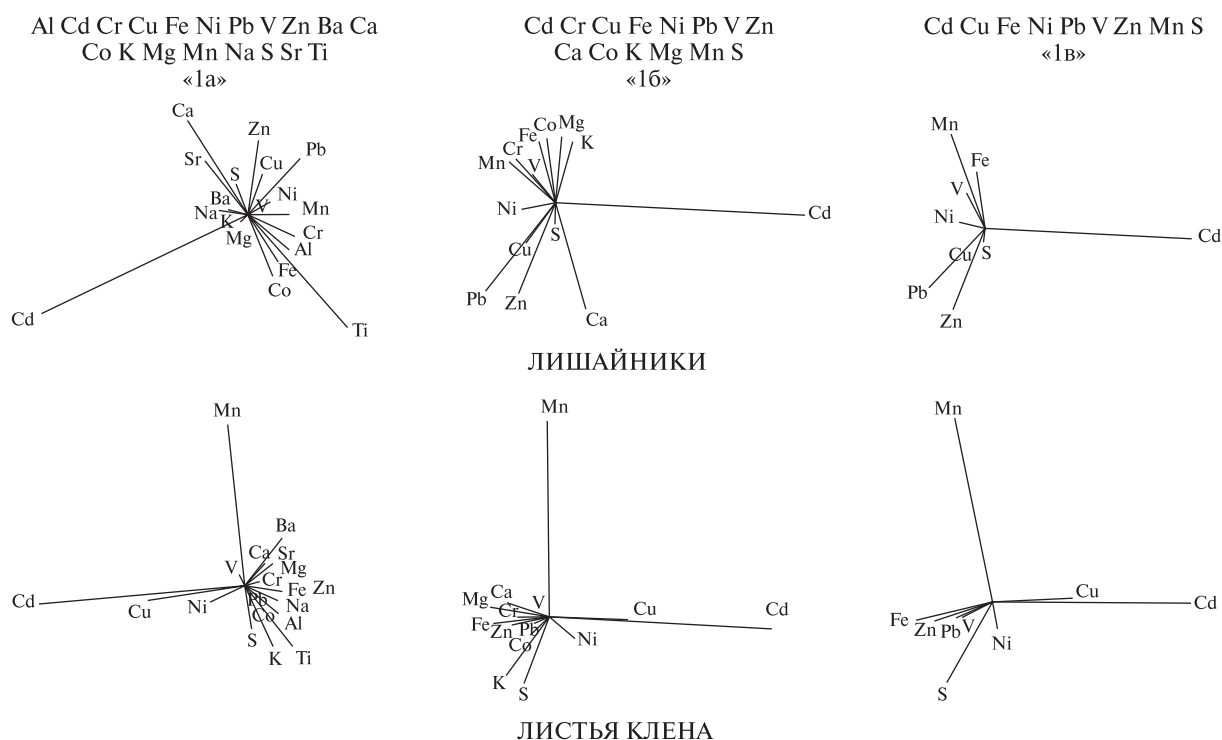 Al Cd Cr Cu Fe Ni Pb V Zn Ba Ca
Co K Mg Mn Na S Sr Ti
«1а»
Cd Cr Cu Fe Ni Pb V Zn
Ca Co K Mg Mn S
«1б»
Cd Cu Fe Ni Pb V Zn Mn S
«1в»
Ca
Zn
Sr
S
Cu
Pb
Ba
Ni
Na
V
Mn
K
Mg
Cr
Al
Fe
Co
Cd
Ti
Fe
Co
Mg
K
Cr
Mn
V
Ni
Cd
S
Cu
Pb
Zn
Ca
Mn
Fe
V
Ni
Cd
Cu
S
Pb
Zn
ЛИШАЙНИКИ
Mn
Ba
Ca
Sr
V
Mg
Cr
Fe
Zn
Cd
Cu
Ni
Pb
Na
Co
Al
S
K
Ti
Mn
Ca
Mg
V
Cr
Cu
Cd
Fe
Zn
Pb
Ni
Co
K
S
Mn
Cu
Cd
Fe
Zn
Pb
V
Ni
S
ЛИСТЬЯ КЛЕНА